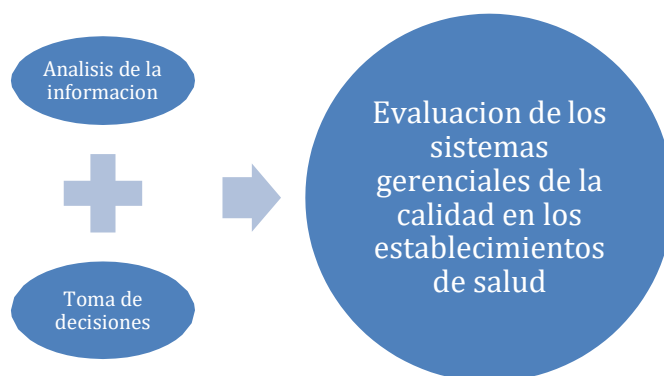 Analisis de la
informacion
Toma de
decisiones
Evaluacion de los
sistemas
gerenciales de la
calidad en los
establecimientos
de salud